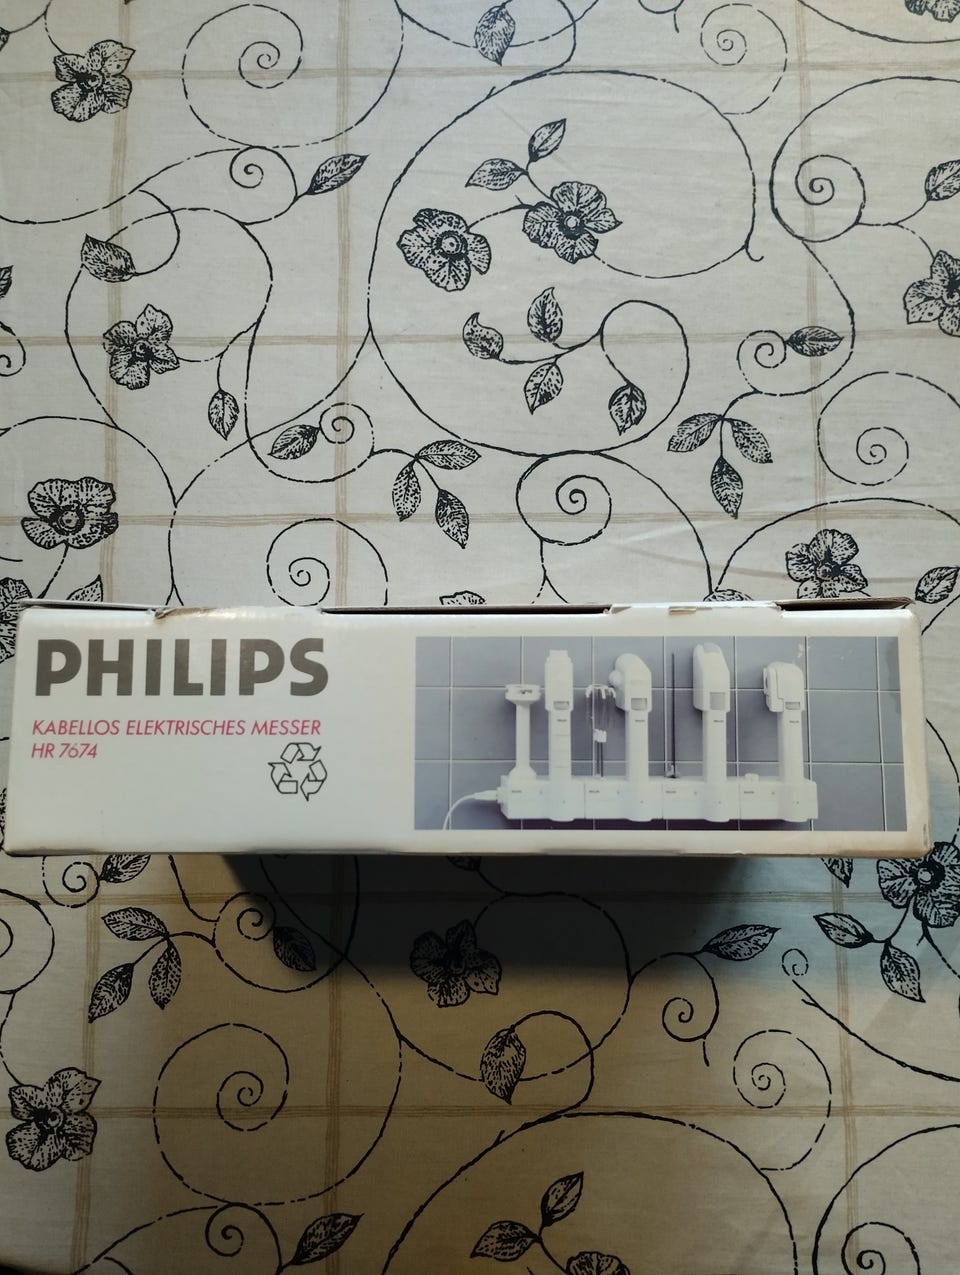 PHILIPS
KABELLOS ELEKTRISCHES MESSER
HR 7674